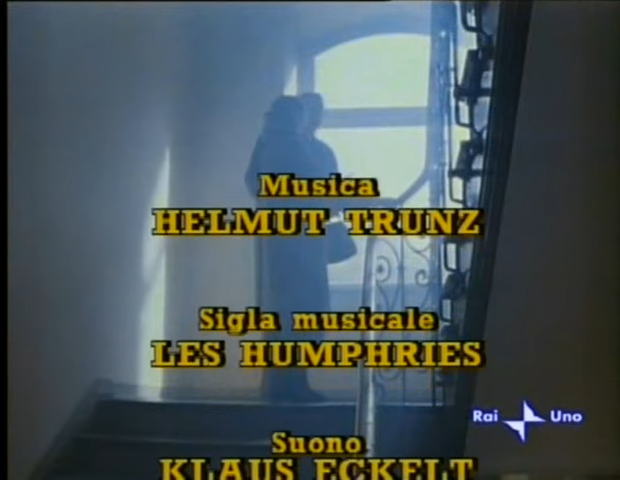 Musica
HELMUT TRUNZ
Sigla musicale
LES HUMPHRIES
Rai Uno
Suono
KLAUS ECKELT